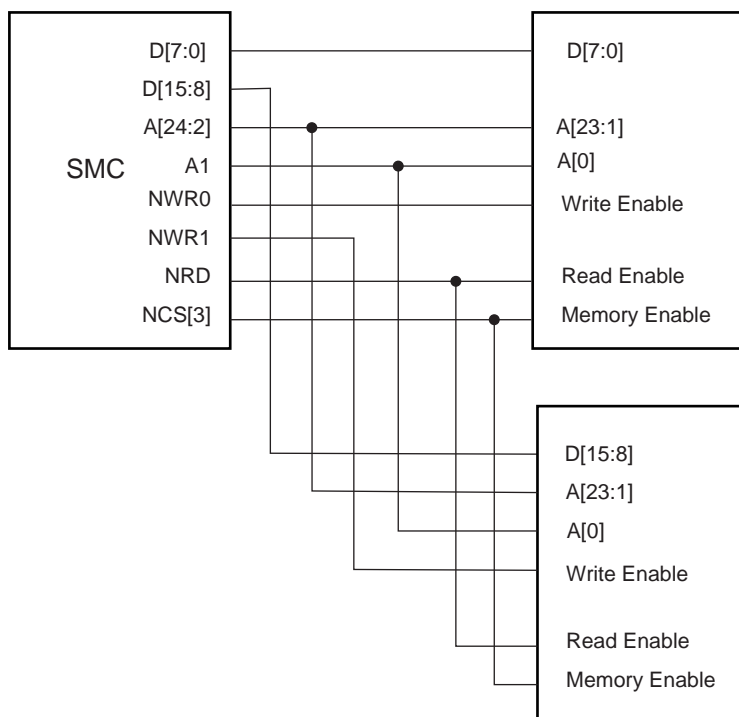 D[7:0]
D[15:8]
A[24:2]
SMC
A1
NWR0
NWR1
NRD
NCS[3]
D[7:0]
A[23:1]
A[0]
Write Enable
Read Enable
Memory Enable
D[15:8]
A[23:1]
A[0]
Write Enable
Read Enable
Memory Enable